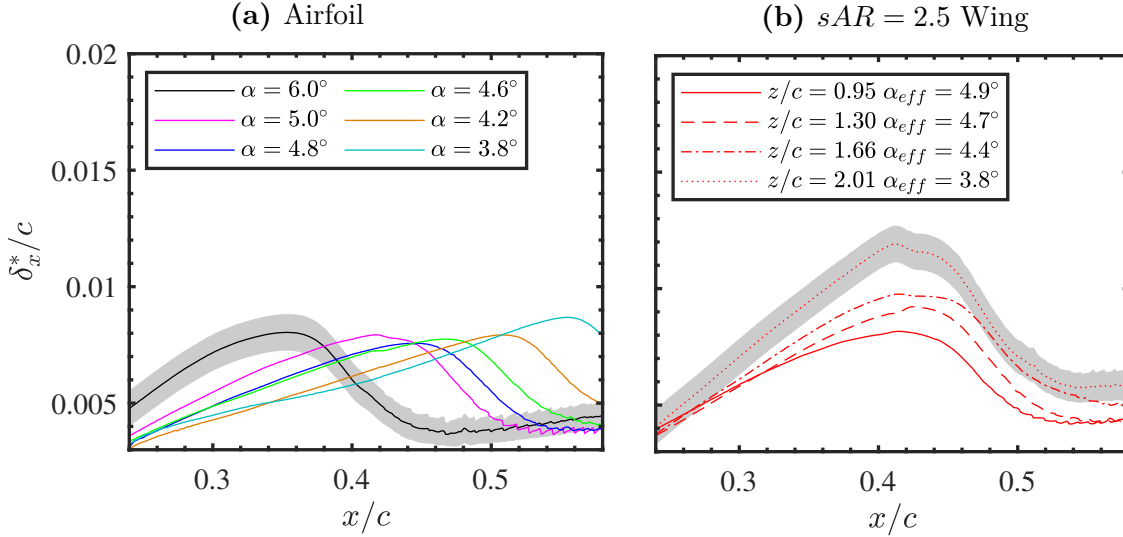 (a) Airfoil
(b) sAR = 2.5 Wing
0.02
0.015
0.01
0.005
δ*x/c
α = 6.0°
α = 4.6°
α = 5.0°
α = 4.2°
α = 4.8°
α = 3.8°
0.3
0.4
0.5
x/c
z/c = 0.95 αeff = 4.9°
z/c = 1.30 αeff = 4.7°
z/c = 1.66 αeff = 4.4°
z/c = 2.01 αeff = 3.8°
0.3
0.4
0.5
x/c